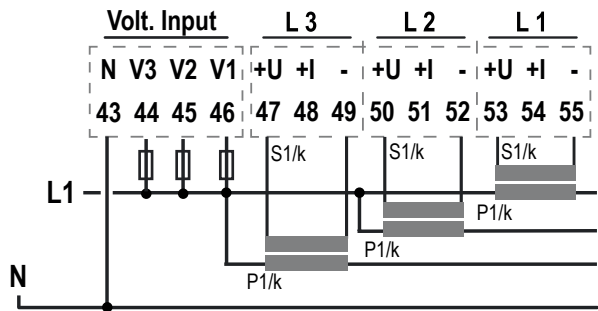 Volt. Input L 3 L 2 L 1
N V3 V2 V1 +U +I - +U +I - +U +I -
43 44 45 46 47 48 49 50 51 52 53 54 55
S1/k S1/k S1/k
L1
P1/k
P1/k
N P1/k